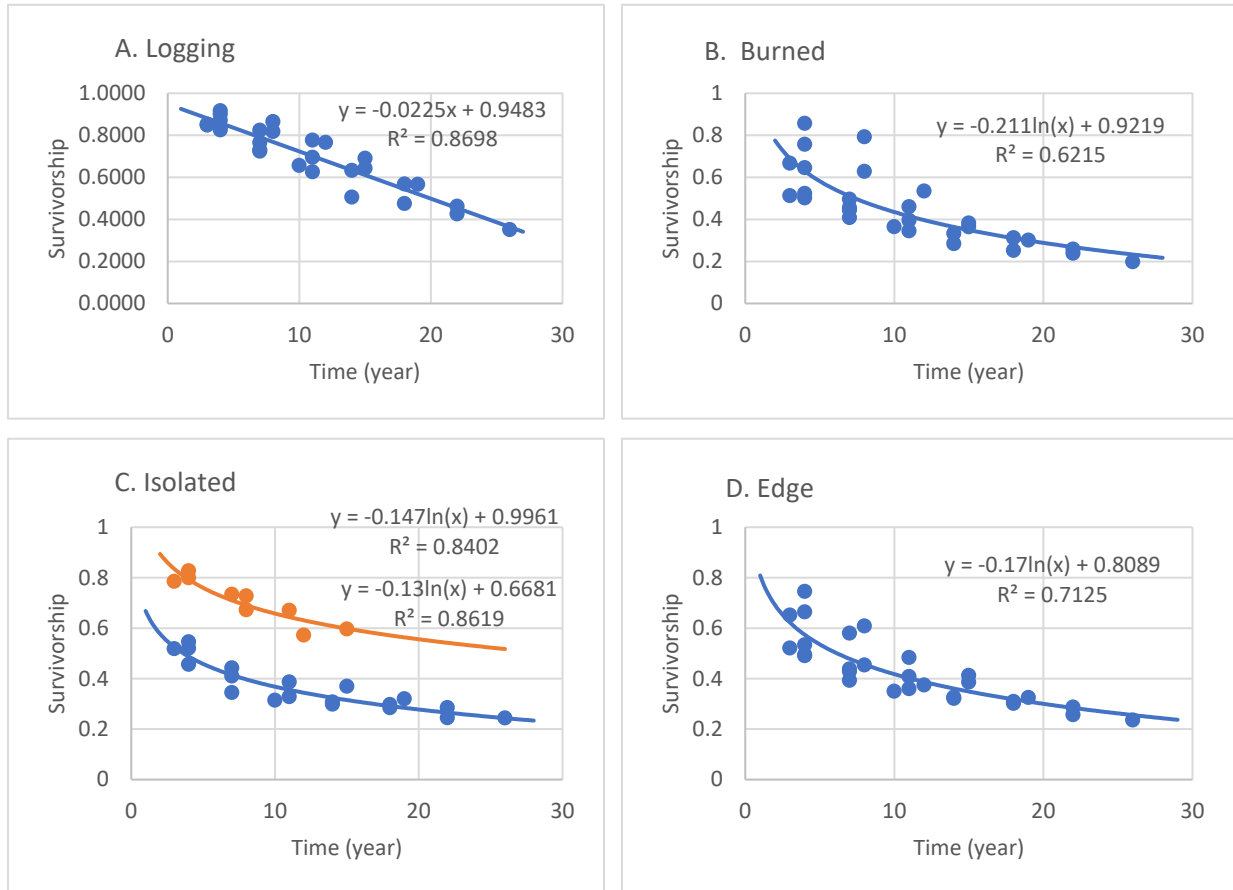 A. Logging
y = -0.0225x + 0.9483
R² = 0.8698
1.0000
0.8000
0.6000
0.4000
0.2000
0.0000
Survivorship
0 10 20 30
Time (year)
B. Burned
y = -0.211ln(x) + 0.9219
R² = 0.6215
1
0.8
0.6
0.4
0.2
0
Survivorship
0 10 20 30
Time (year)
C. Isolated
y = -0.147ln(x) + 0.9961
R² = 0.8402
y = -0.13ln(x) + 0.6681
R² = 0.8619
1
0.8
0.6
0.4
0.2
0
Survivorship
0 10 20 30
Time (year)
D. Edge
y = -0.17ln(x) + 0.8089
R² = 0.7125
1
0.8
0.6
0.4
0.2
0
Survivorship
0 10 20 30
Time (year)